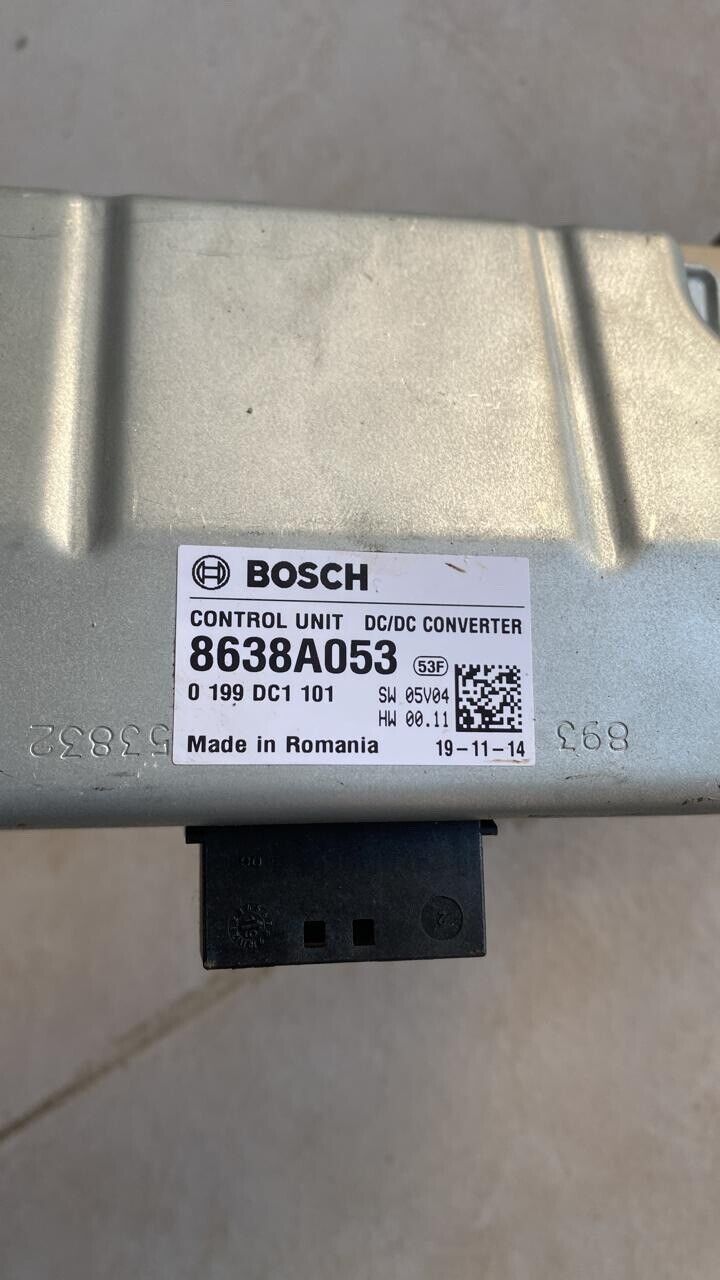 BOSCH
CONTROL UNIT DC/DC CONVERTER
8638A053 53F
0 199 DC1 101 SW 05V04
HW 00.11
Made in Romania 19-11-14
53832
893
2